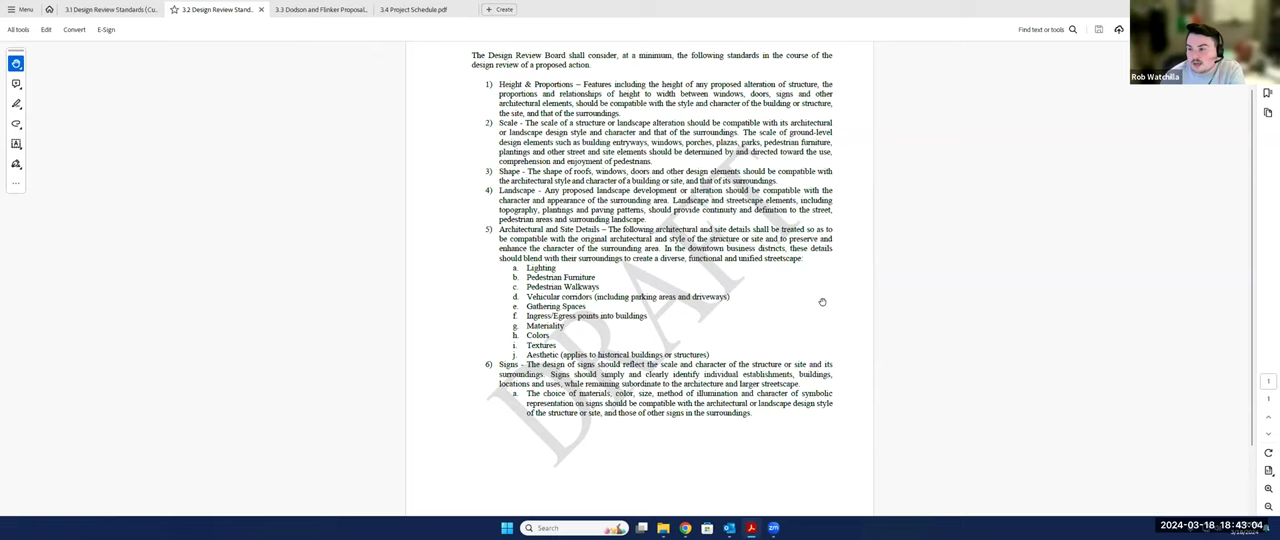 3.1 Design Review Standards (Cu...
3.2 Design Review Stand...
3.3 Dodson and Flinker Proposal...
3.4 Project Schedule.pdf
Create
Menu
All tools
Edit
Convert
E-Sign
Find text or tools
Rob Watchilla
The Design Review Board shall consider, at a minimum, the following standards in the course of the
design review of a proposed action.
1) Height & Proportions – Features including the height of any proposed alteration of structure, the
proportions and relationships of height to width between windows, doors, signs and other
architectural elements, should be compatible with the style and character of the building or structure,
the site, and that of the surroundings.
2) Scale - The scale of a structure or landscape alteration should be compatible with its architectural
or landscape design style and character and that of the surroundings. The scale of ground-level
design elements such as building entryways, windows, porches, plazas, parks, pedestrian furniture,
plantings and other street and site elements should be determined by and directed toward the use,
comprehension and enjoyment of pedestrians.
3) Shape - The shape of roofs, windows, doors and other design elements should be compatible with
the architectural style and character of a building or site, and that of its surroundings.
4) Landscape - Any proposed landscape development or alteration should be compatible with the
character and appearance of the surrounding area. Landscape and streetscape elements, including
topography, plantings and paving patterns, should provide continuity and definition to the street,
pedestrian areas and surrounding landscape.
5) Architectural and Site Details – The following architectural and site details shall be treated so as to
be compatible with the original architectural and style of the structure or site and to preserve and
enhance the character of the surrounding area. In the downtown business districts, these details
should blend with their surroundings to create a diverse, functional and unified streetscape:
a. Lighting
b. Pedestrian Furniture
c. Pedestrian Walkways
d. Vehicular corridors (including parking areas and driveways)
e. Gathering Spaces
f. Ingress/Egress points into buildings
g. Materiality
h. Colors
i. Textures
j. Aesthetic (applies to historical buildings or structures)
6) Signs - The design of signs should reflect the scale and character of the structure or site and its
surroundings. Signs should simply and clearly identify individual establishments, buildings,
locations and uses, while remaining subordinate to the architecture and larger streetscape.
a. The choice of materials, color, size, method of illumination and character of symbolic
representation on signs should be compatible with the architectural or landscape design style
of the structure or site, and those of other signs in the surroundings.
DRAFT
1
1
Search
2024-03-18 18:43:04